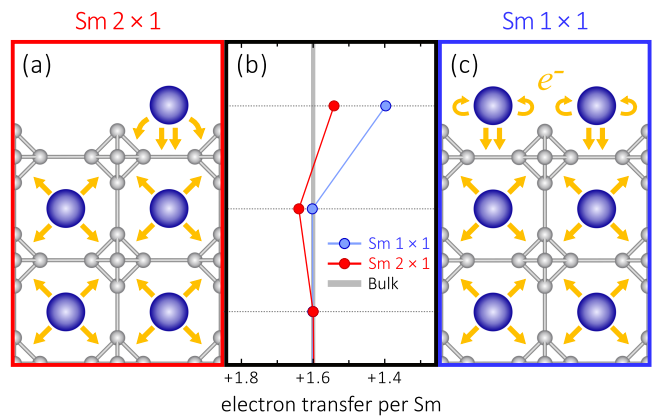 Sm 2 × 1
Sm 1 × 1
(a)
(b)
(c)
e⁻
Sm 1 × 1
Sm 2 × 1
Bulk
+1.8
+1.6
+1.4
electron transfer per Sm